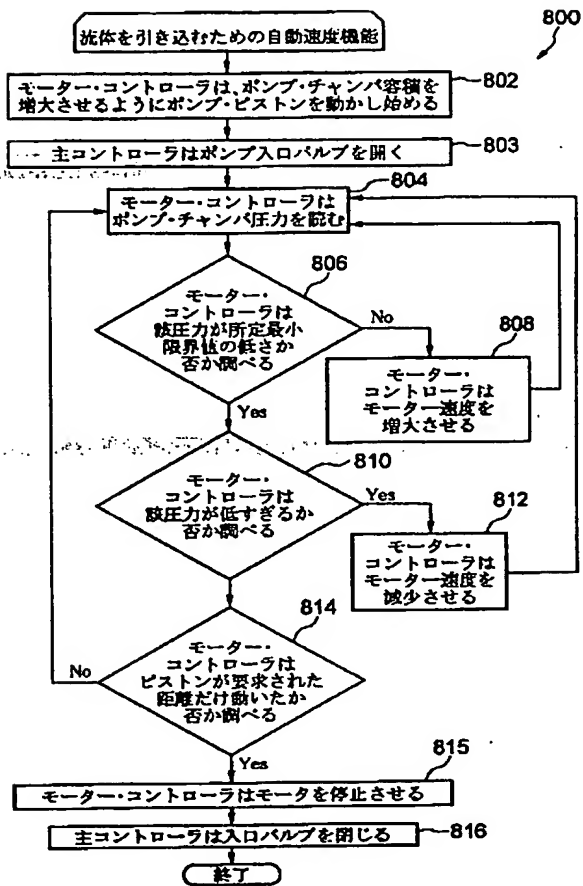 800
流体を引き込むための自動速度機能
モーター・コントローラは、ポンプ・チャンバ容積を
増大させるようにポンプ・ピストンを動かし始める
802
主コントローラはポンプ入口バルブを開く
803
804
モーター・コントローラは
ポンプ・チャンバ圧力を読む
806
モーター・
コントローラは
該圧力が所定最小
限界値の低さか
否か調べる
No
808
モーター・
コントローラは
モーター速度を
増大させる
Yes
810
モーター・
コントローラは
該圧力が低すぎるか
否か調べる
Yes
812
モーター・
コントローラは
モーター速度を
減少させる
814
モーター・
コントローラは
ピストンが要求された
距離だけ動いたか
否か調べる
No
Yes
815
モーター・コントローラはモータを停止させる
主コントローラは入口バルブを閉じる
816
終了